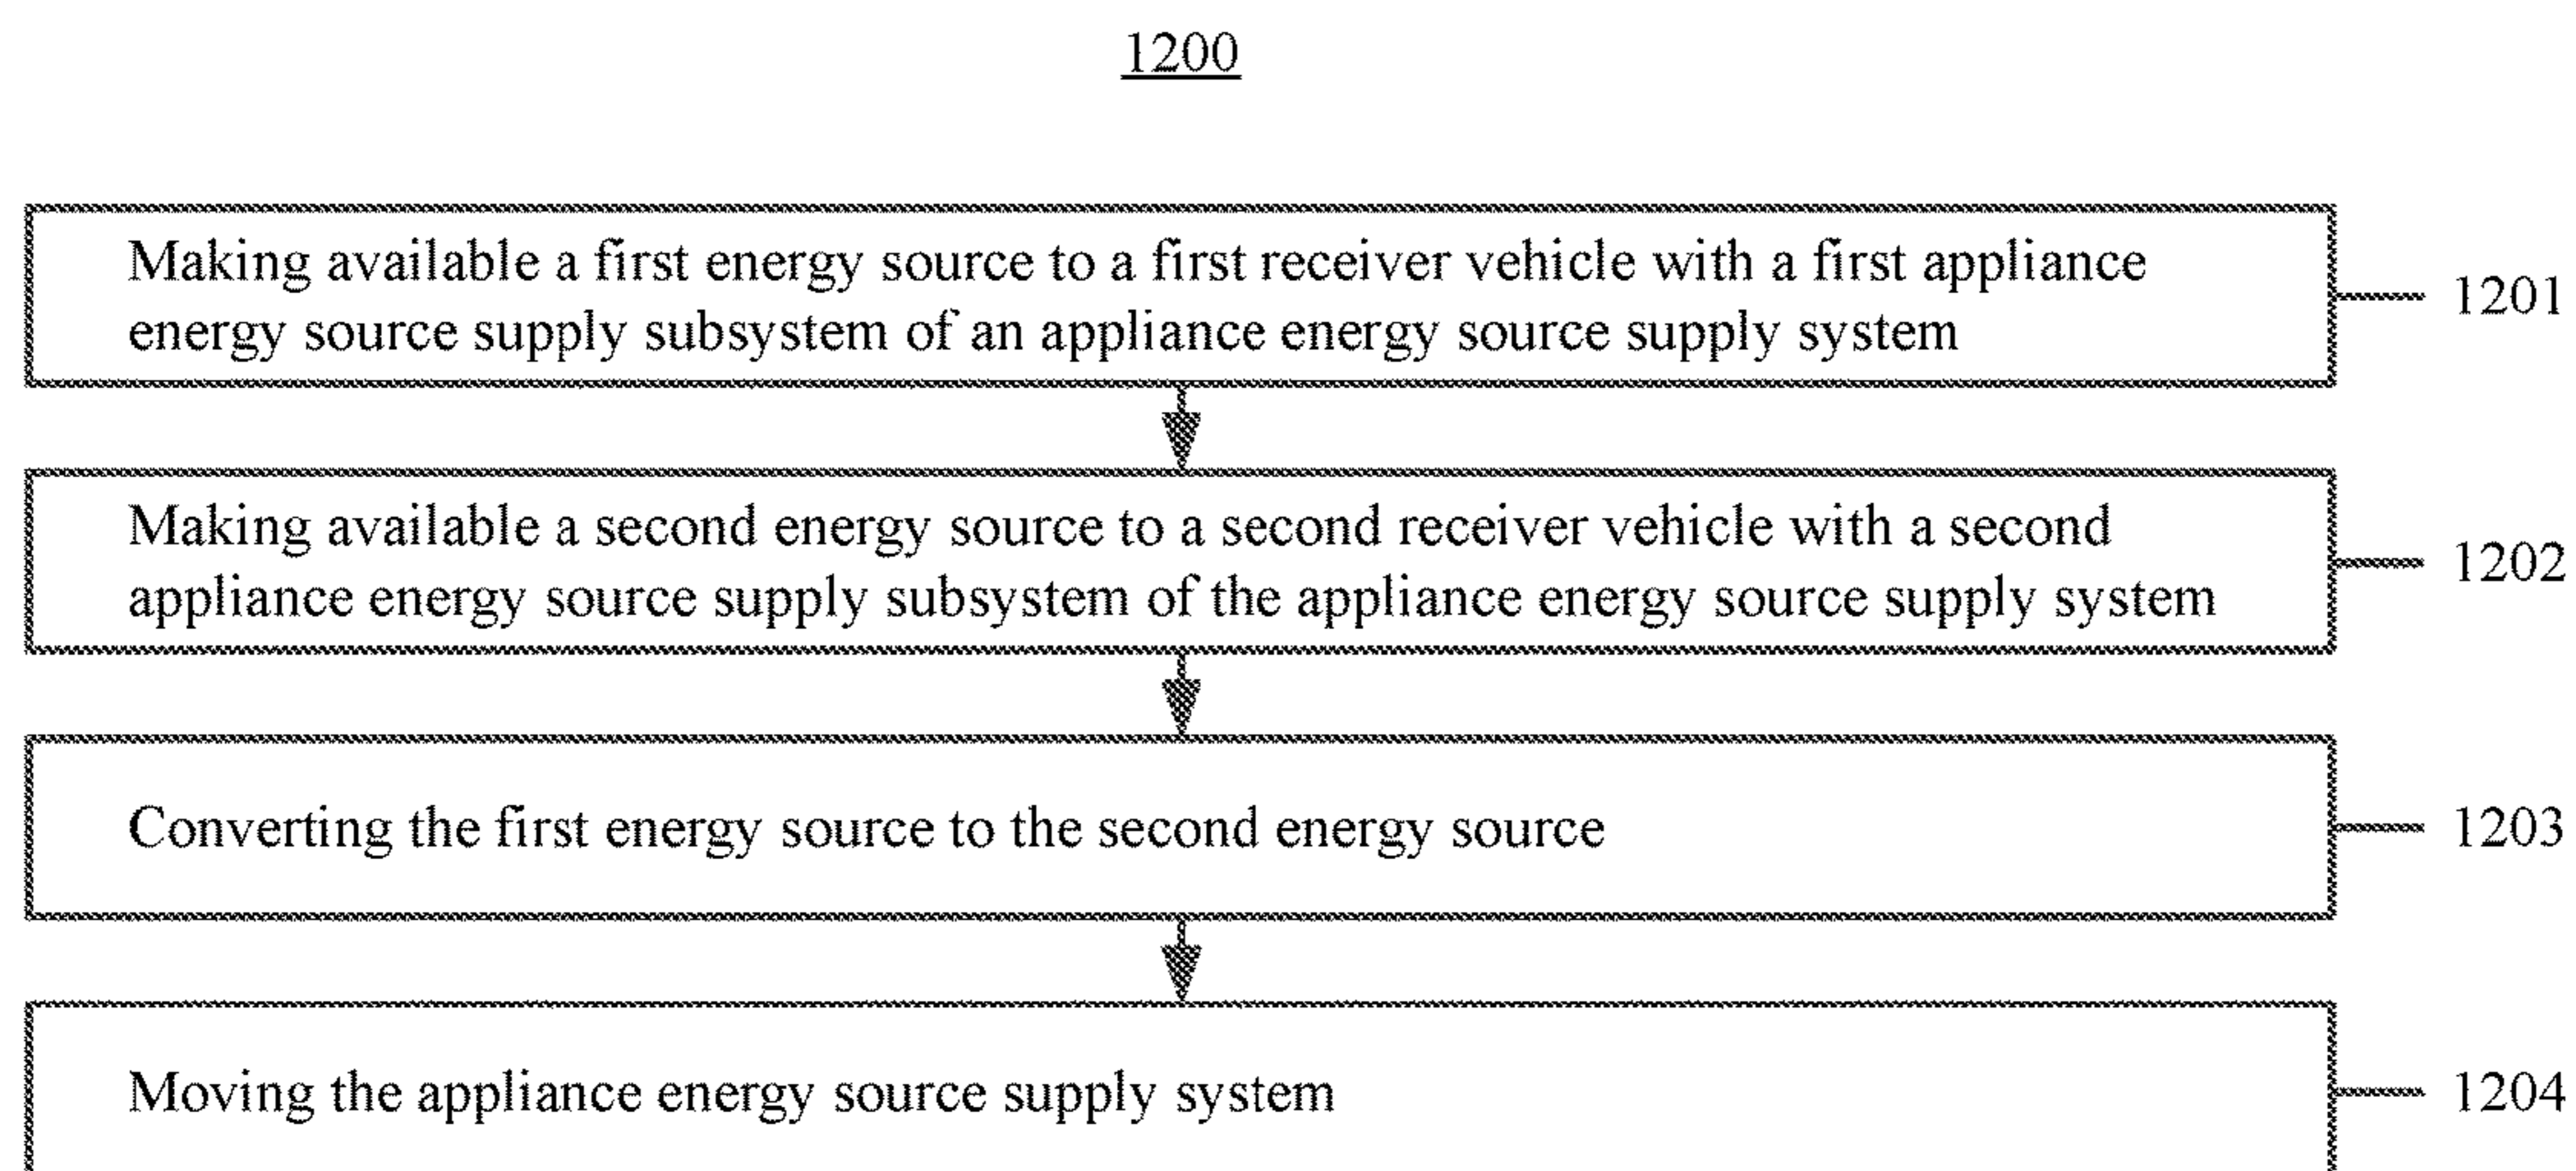 1200
Making available a first energy source to a first receiver vehicle with a first appliance
energy source supply subsystem of an appliance energy source supply system
1201
Making available a second energy source to a second receiver vehicle with a second
appliance energy source supply subsystem of the appliance energy source supply system
1202
Converting the first energy source to the second energy source
1203
Moving the appliance energy source supply system
1204